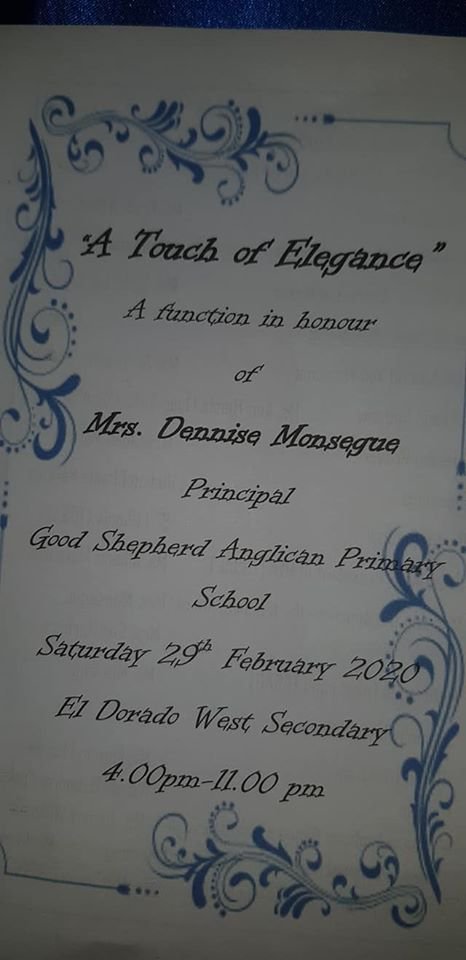 "A Touch of Elegance"
A function in honour
of
Mrs. Dennise Monsegue
Principal
Good Shepherd Anglican Primary
School
Saturday 29th February 2020
El Dorado West Secondary
4.00pm-11.00 pm